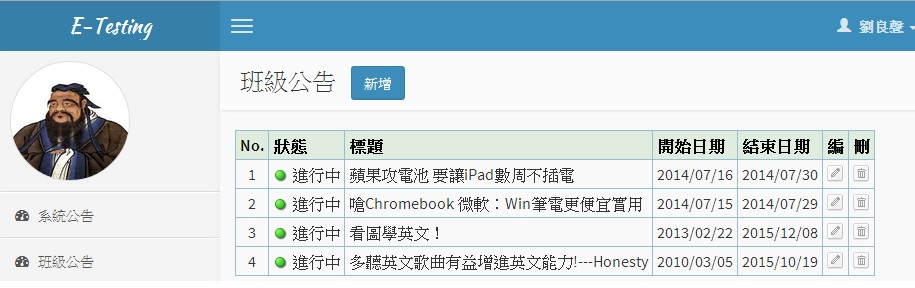 E-Testing
劉良聲
班級公告 新增
No. 狀態 標題 開始日期 結束日期 編 刪
1 進行中 蘋果攻電池 要讓iPad數周不插電 2014/07/16 2014/07/30
2 進行中 嗆Chromebook 微軟：Win筆電更便宜實用 2014/07/15 2014/07/29
3 進行中 看圖學英文！ 2013/02/22 2015/12/08
4 進行中 多聽英文歌曲有益增進英文能力!---Honesty 2010/03/05 2015/10/19
系統公告
班級公告